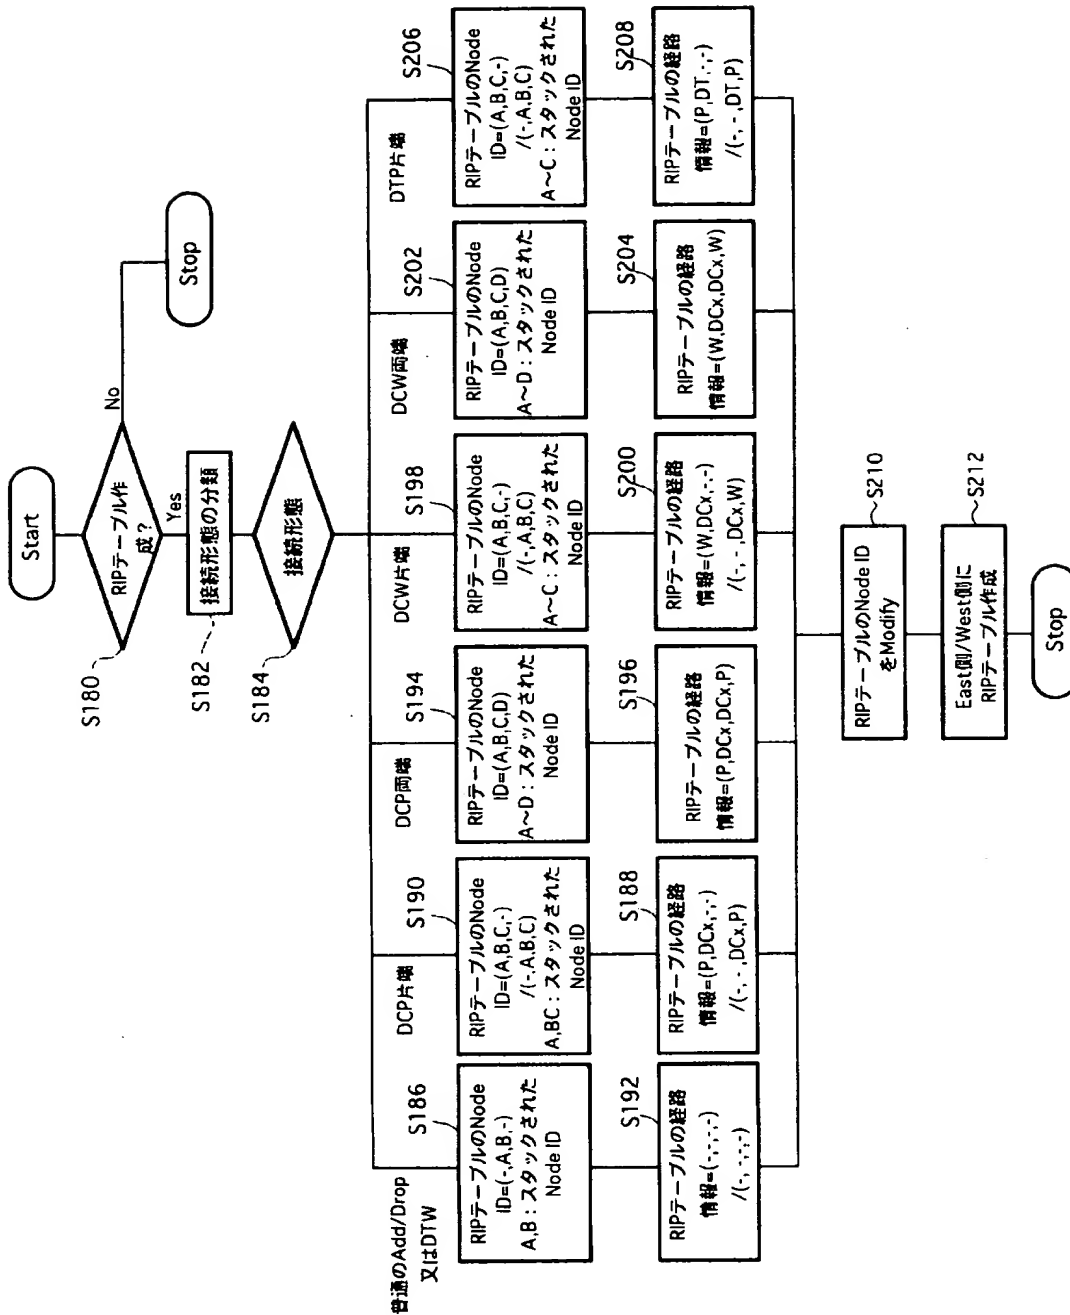 Start
RIPテーブル作
成?
S180
No
Stop
Yes
接続形態の分類
S182
接続形態
S184
普通のAdd/Drop
又はDTW
S186
RIPテーブルのNode
ID=(-,A,B,-)
A,B:スタックされた
Node ID
S192
RIPテーブルの経路
情報=(-,-,-,-)
/(-,-,-,-)
DCP片端
S190
RIPテーブルのNode
ID=(A,B,C,-)
/(-,A,B,C)
A,BC:スタックされた
Node ID
S188
RIPテーブルの経路
情報=(P,DCx,-,-)
/(-,-,DCx,P)
DCP両端
S194
RIPテーブルのNode
ID=(A,B,C,D)
A~D:スタックされた
Node ID
S196
RIPテーブルの経路
情報=(P,DCx,DCx,P)
DCW片端
S198
RIPテーブルのNode
ID=(A,B,C,-)
/(-,A,B,C)
A~C:スタックされた
Node ID
S200
RIPテーブルの経路
情報=(W,DCx,-,-)
/(-,-,DCx,W)
DCW両端
S202
RIPテーブルのNode
ID=(A,B,C,D)
A~D:スタックされた
Node ID
S204
RIPテーブルの経路
情報=(W,DCx,DCx,W)
DTP片端
S206
RIPテーブルのNode
ID=(A,B,C,-)
/(-,A,B,C)
A~C:スタックされた
Node ID
S208
RIPテーブルの経路
情報=(P,DT,-,-)
/(-,-,DT,P)
RIPテーブルのNode ID
をModify
S210
East側/West側に
RIPテーブル作成
S212
Stop